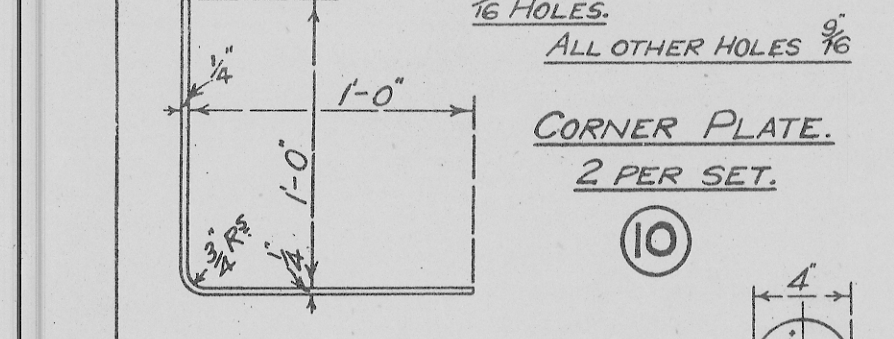 HOLES.
ALL OTHER HOLES 9/16"
1/4"
1'-0"
1'-0"
CORNER PLATE.
2 PER SET.
3/4" Rs.
1/4"
10
4"